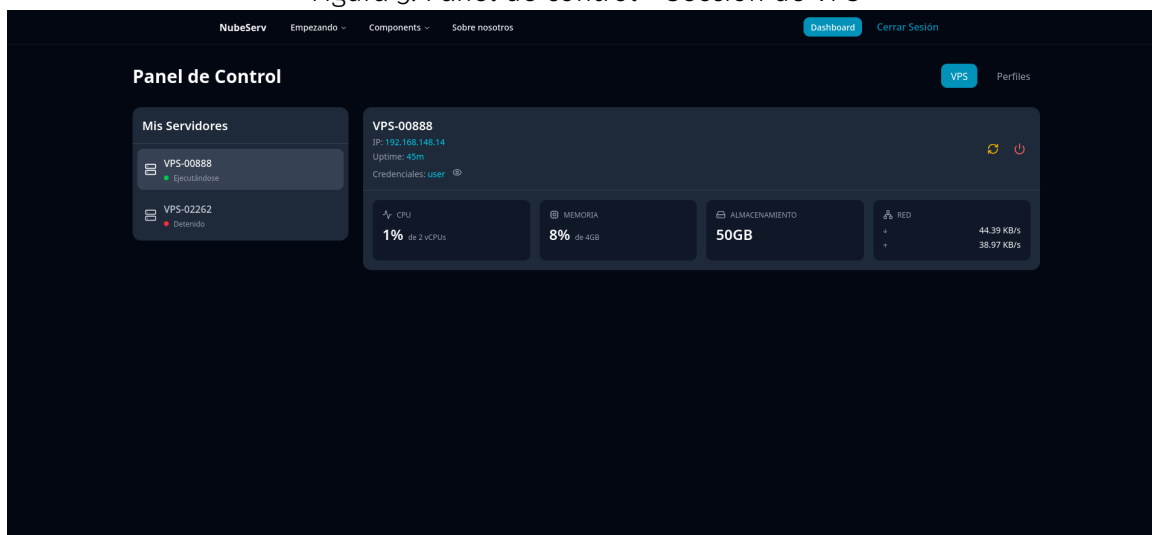 NubeServ Empezando Components Sobre nosotros Dashboard Cerrar Sesión
Panel de Control
VPS Perfiles
Mis Servidores
VPS-00888
Ejecutándose
VPS-02262
Detenido
VPS-00888
IP: 192.168.148.14
Uptime: 45m
Credenciales: user
CPU
1% de 2 vCPUs
MEMORIA
8% de 4GB
ALMACENAMIENTO
50GB
RED
44.39 KB/s
38.97 KB/s